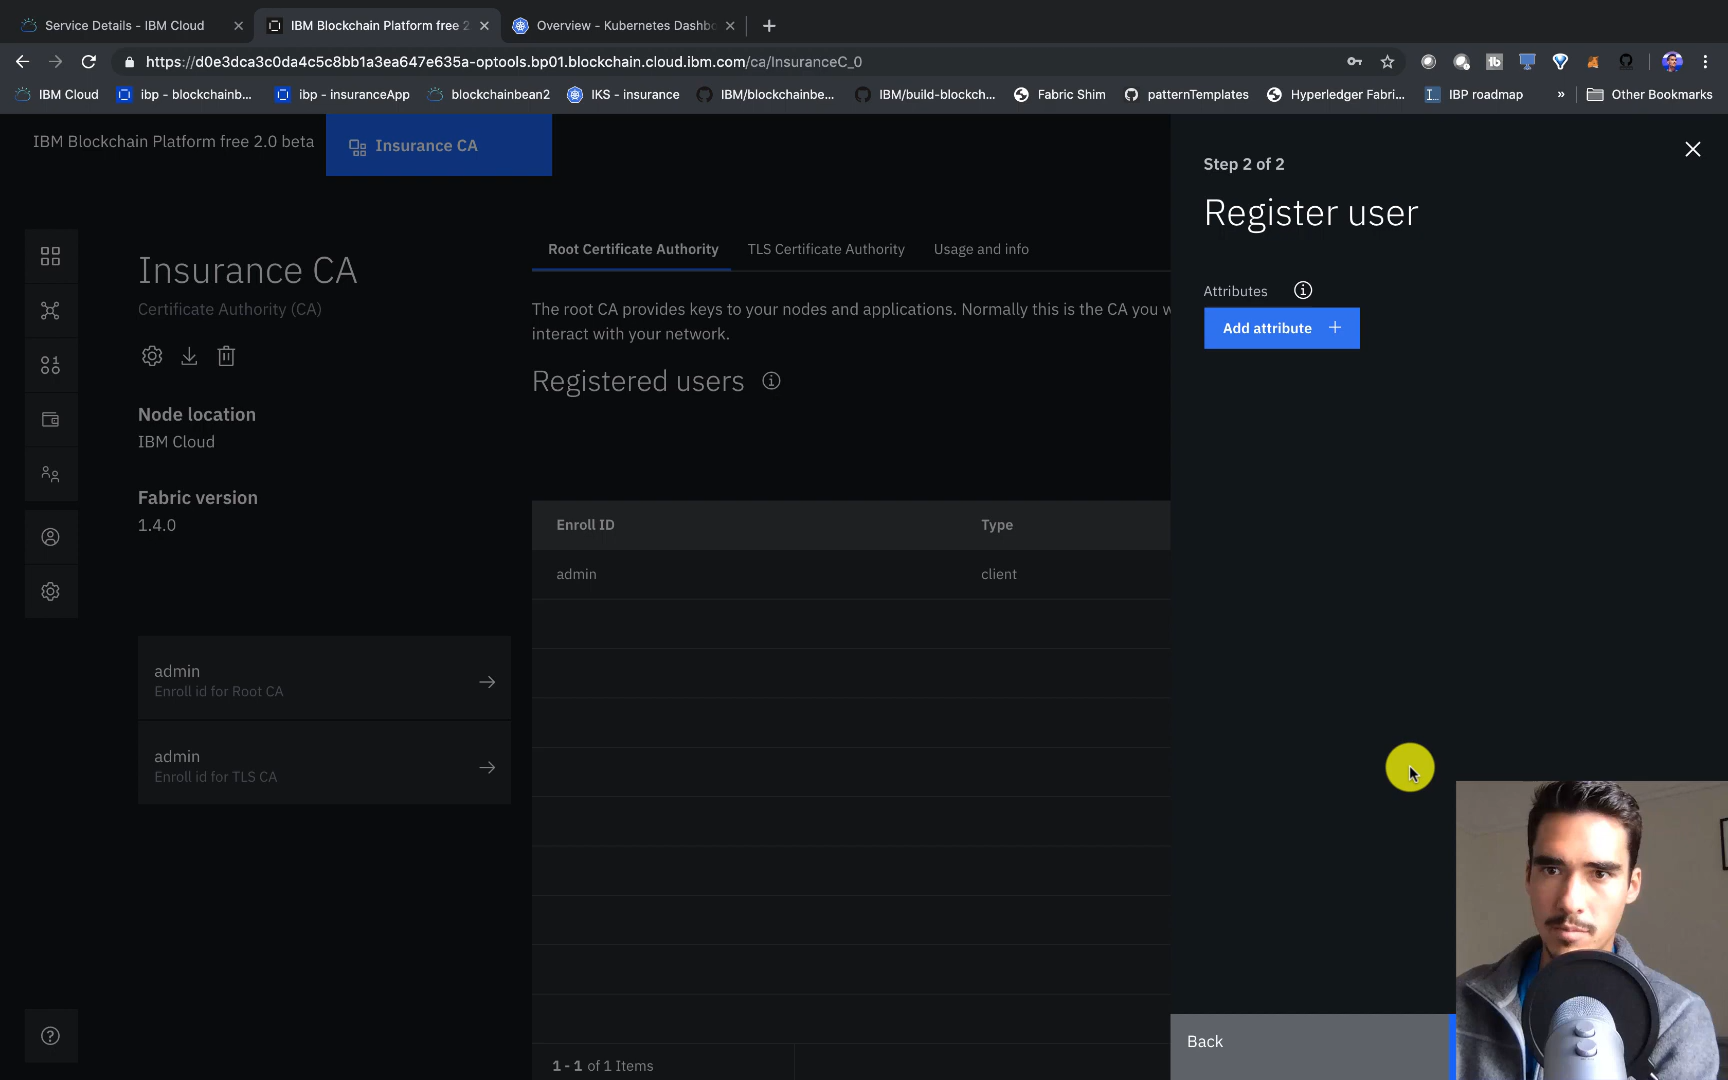 Service Details - IBM Cloud
IBM Blockchain Platform free 2
Overview - Kubernetes Dashbo
https://d0e3dca3c0da4c5c8bb1a3ea647e635a-optools.bp01.blockchain.cloud.ibm.com/ca/InsuranceC_0
IBM Cloud
ibp - blockchainb...
ibp - insuranceApp
blockchainbean2
IKS - insurance
IBM/blockchainbe...
IBM/build-blockch...
Fabric Shim
patternTemplates
Hyperledger Fabri...
IBP roadmap
»
Other Bookmarks
IBM Blockchain Platform free 2.0 beta
Insurance CA
Insurance CA
Certificate Authority (CA)
Node location
IBM Cloud
Fabric version
1.4.0
admin
Enroll id for Root CA
admin
Enroll id for TLS CA
Root Certificate Authority
TLS Certificate Authority
Usage and info
The root CA provides keys to your nodes and applications. Normally this is the CA you w
interact with your network.
Registered users
Enroll ID
Type
admin
client
1 - 1 of 1 Items
Step 2 of 2
Register user
Attributes
Add attribute +
Back